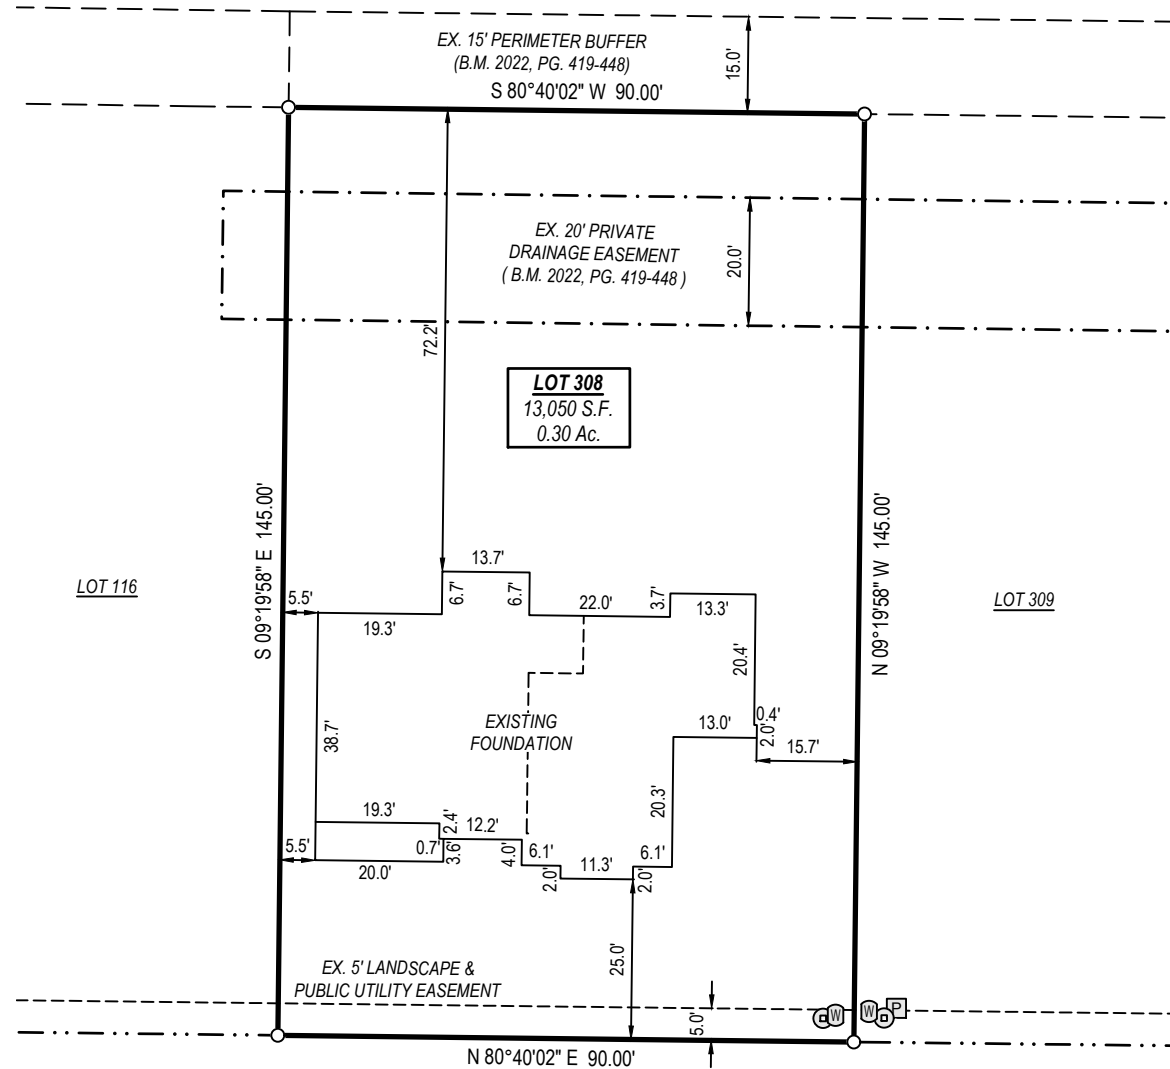 EX. 15' PERIMETER BUFFER
(B.M. 2022, PG. 419-448)
15.0'
S 80°40'02" W 90.00'
EX. 20' PRIVATE
DRAINAGE EASEMENT
( B.M. 2022, PG. 419-448 )
20.0'
72.2'
LOT 308
13,050 S.F.
0.30 Ac.
S 09°19'58" E 145.00'
N 09°19'58" W 145.00'
LOT 116
LOT 309
13.7'
6.7'
6.7'
5.5'
19.3'
22.0'
3.7'
13.3'
20.4'
38.7'
EXISTING
FOUNDATION
13.0'
0.4'
2.0'
15.7'
20.3'
19.3'
2.4'
12.2'
5.5'
0.7'
3.6'
20.0'
4.0'
6.1'
2.0'
11.3'
6.1'
2.0'
25.0'
EX. 5' LANDSCAPE &
PUBLIC UTILITY EASEMENT
5.0'
W
W
P
N 80°40'02" E 90.00'